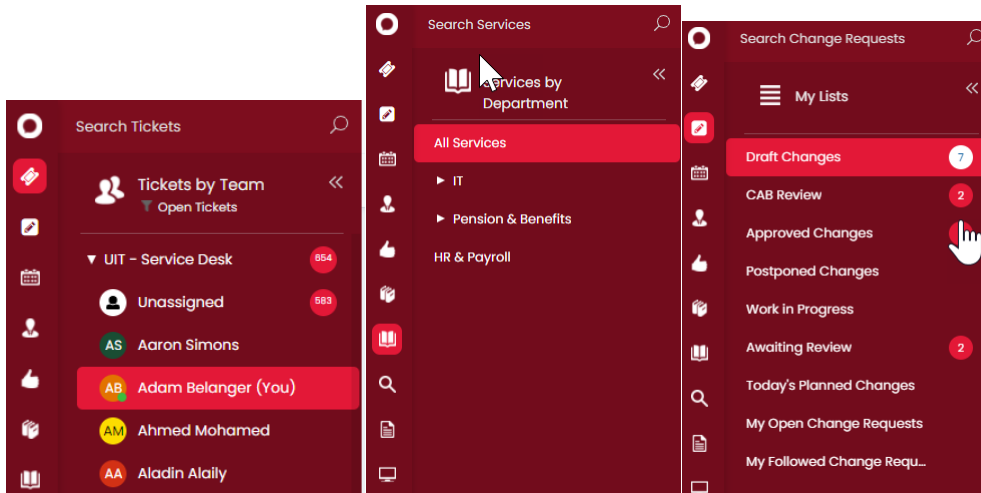 Search Tickets
Tickets by Team
Open Tickets
UIT - Service Desk 654
Unassigned 583
AS Aaron Simons
AB Adam Belanger (You)
AM Ahmed Mohamed
AA Aladin Alaily
Search Services
Services by
Department
All Services
IT
Pension & Benefits
HR & Payroll
Search Change Requests
My Lists
Draft Changes 7
CAB Review 2
Approved Changes
Postponed Changes
Work in Progress
Awaiting Review 2
Today's Planned Changes
My Open Change Requests
My Followed Change Requ...